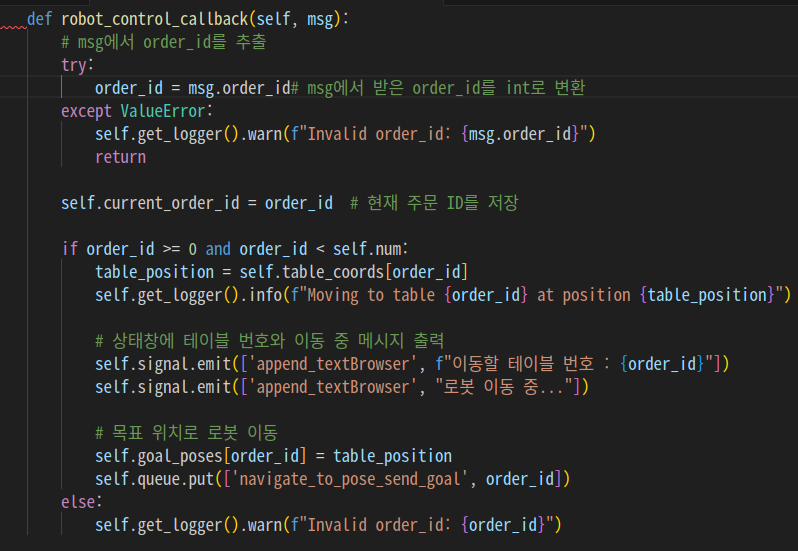 def robot_control_callback(self, msg):
# msg에서 order_id를 추출
try:
order_id = msg.order_id# msg에서 받은 order_id를 int로 변환
except ValueError:
self.get_logger().warn(f"Invalid order_id: {msg.order_id}")
return
self.current_order_id = order_id  # 현재 주문 ID를 저장
if order_id >= 0 and order_id < self.num:
table_position = self.table_coords[order_id]
self.get_logger().info(f"Moving to table {order_id} at position {table_position}")
# 상태창에 테이블 번호와 이동 중 메시지 출력
self.signal.emit(['append_textBrowser', f"이동할 테이블 번호 : {order_id}"])
self.signal.emit(['append_textBrowser', "로봇 이동 중..."])
# 목표 위치로 로봇 이동
self.goal_poses[order_id] = table_position
self.queue.put(['navigate_to_pose_send_goal', order_id])
else:
self.get_logger().warn(f"Invalid order_id: {order_id}")